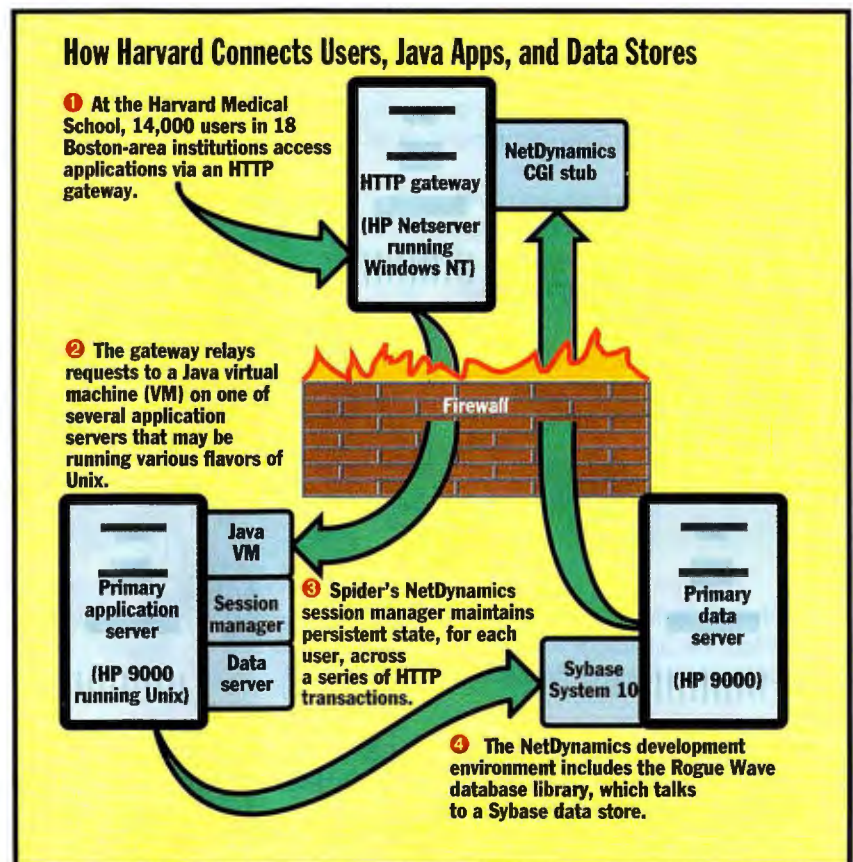 How Harvard Connects Users, Java Apps, and Data Stores
❶ At the Harvard Medical
School, 14,000 users in 18
Boston-area institutions access
applications via an HTTP
gateway.
HTTP gateway
(HP Netserver
running
Windows NT)
NetDynamics
CGI stub
❷ The gateway relays
requests to a Java virtual
machine (VM) on one of
several application
servers that may be
running various flavors of
Unix.
Firewall
Primary
application
server
(HP 9000
running Unix)
Java
VM
Session
manager
Data
server
❸ Spider's NetDynamics
session manager maintains
persistent state, for each
user, across
a series of HTTP
transactions.
Sybase
System 10
Primary
data
server
(HP 9000)
❹ The NetDynamics development
environment includes the Rogue Wave
database library, which talks
to a Sybase data store.